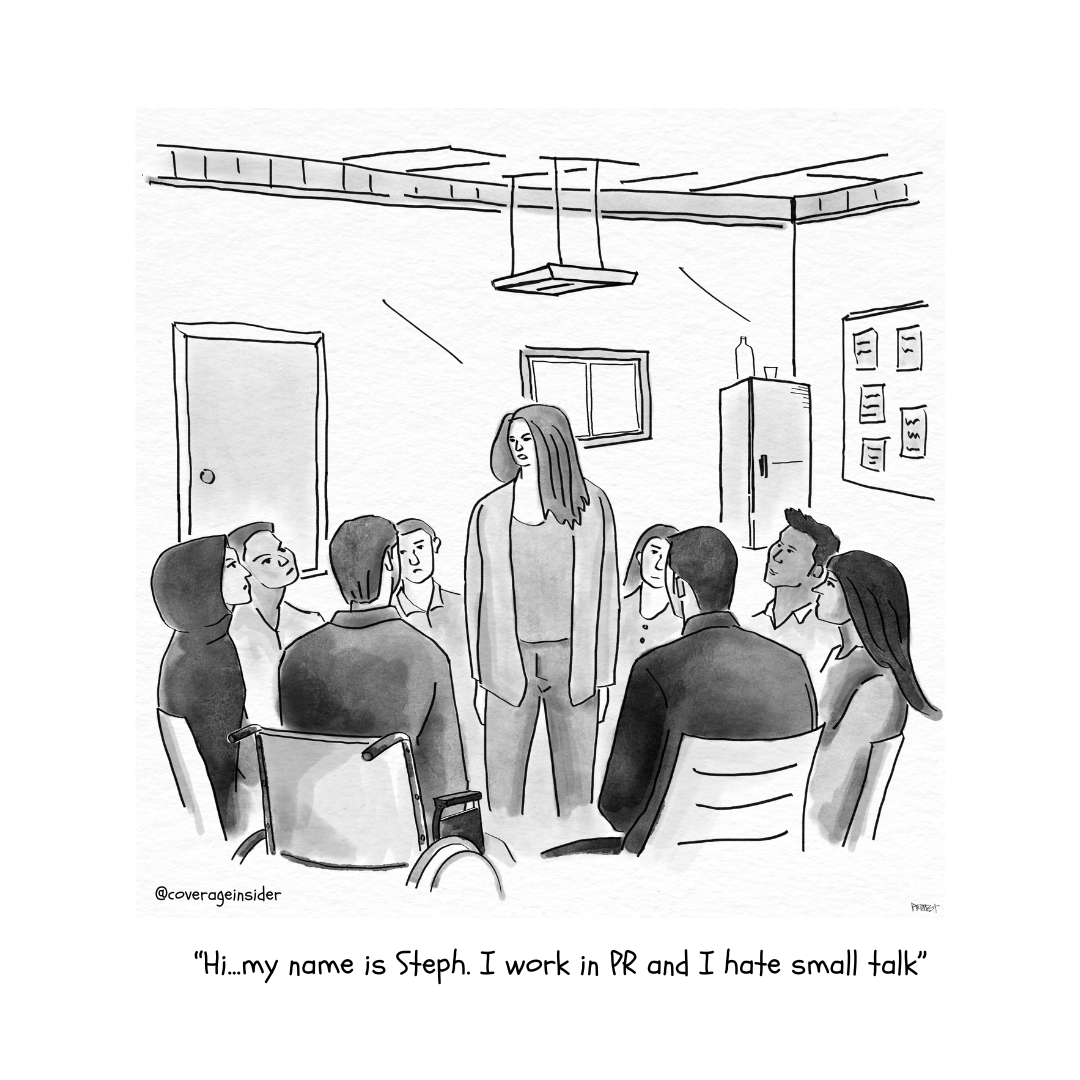 @coverageinsider
“Hi...my name is Steph. I work in PR and I hate small talk”